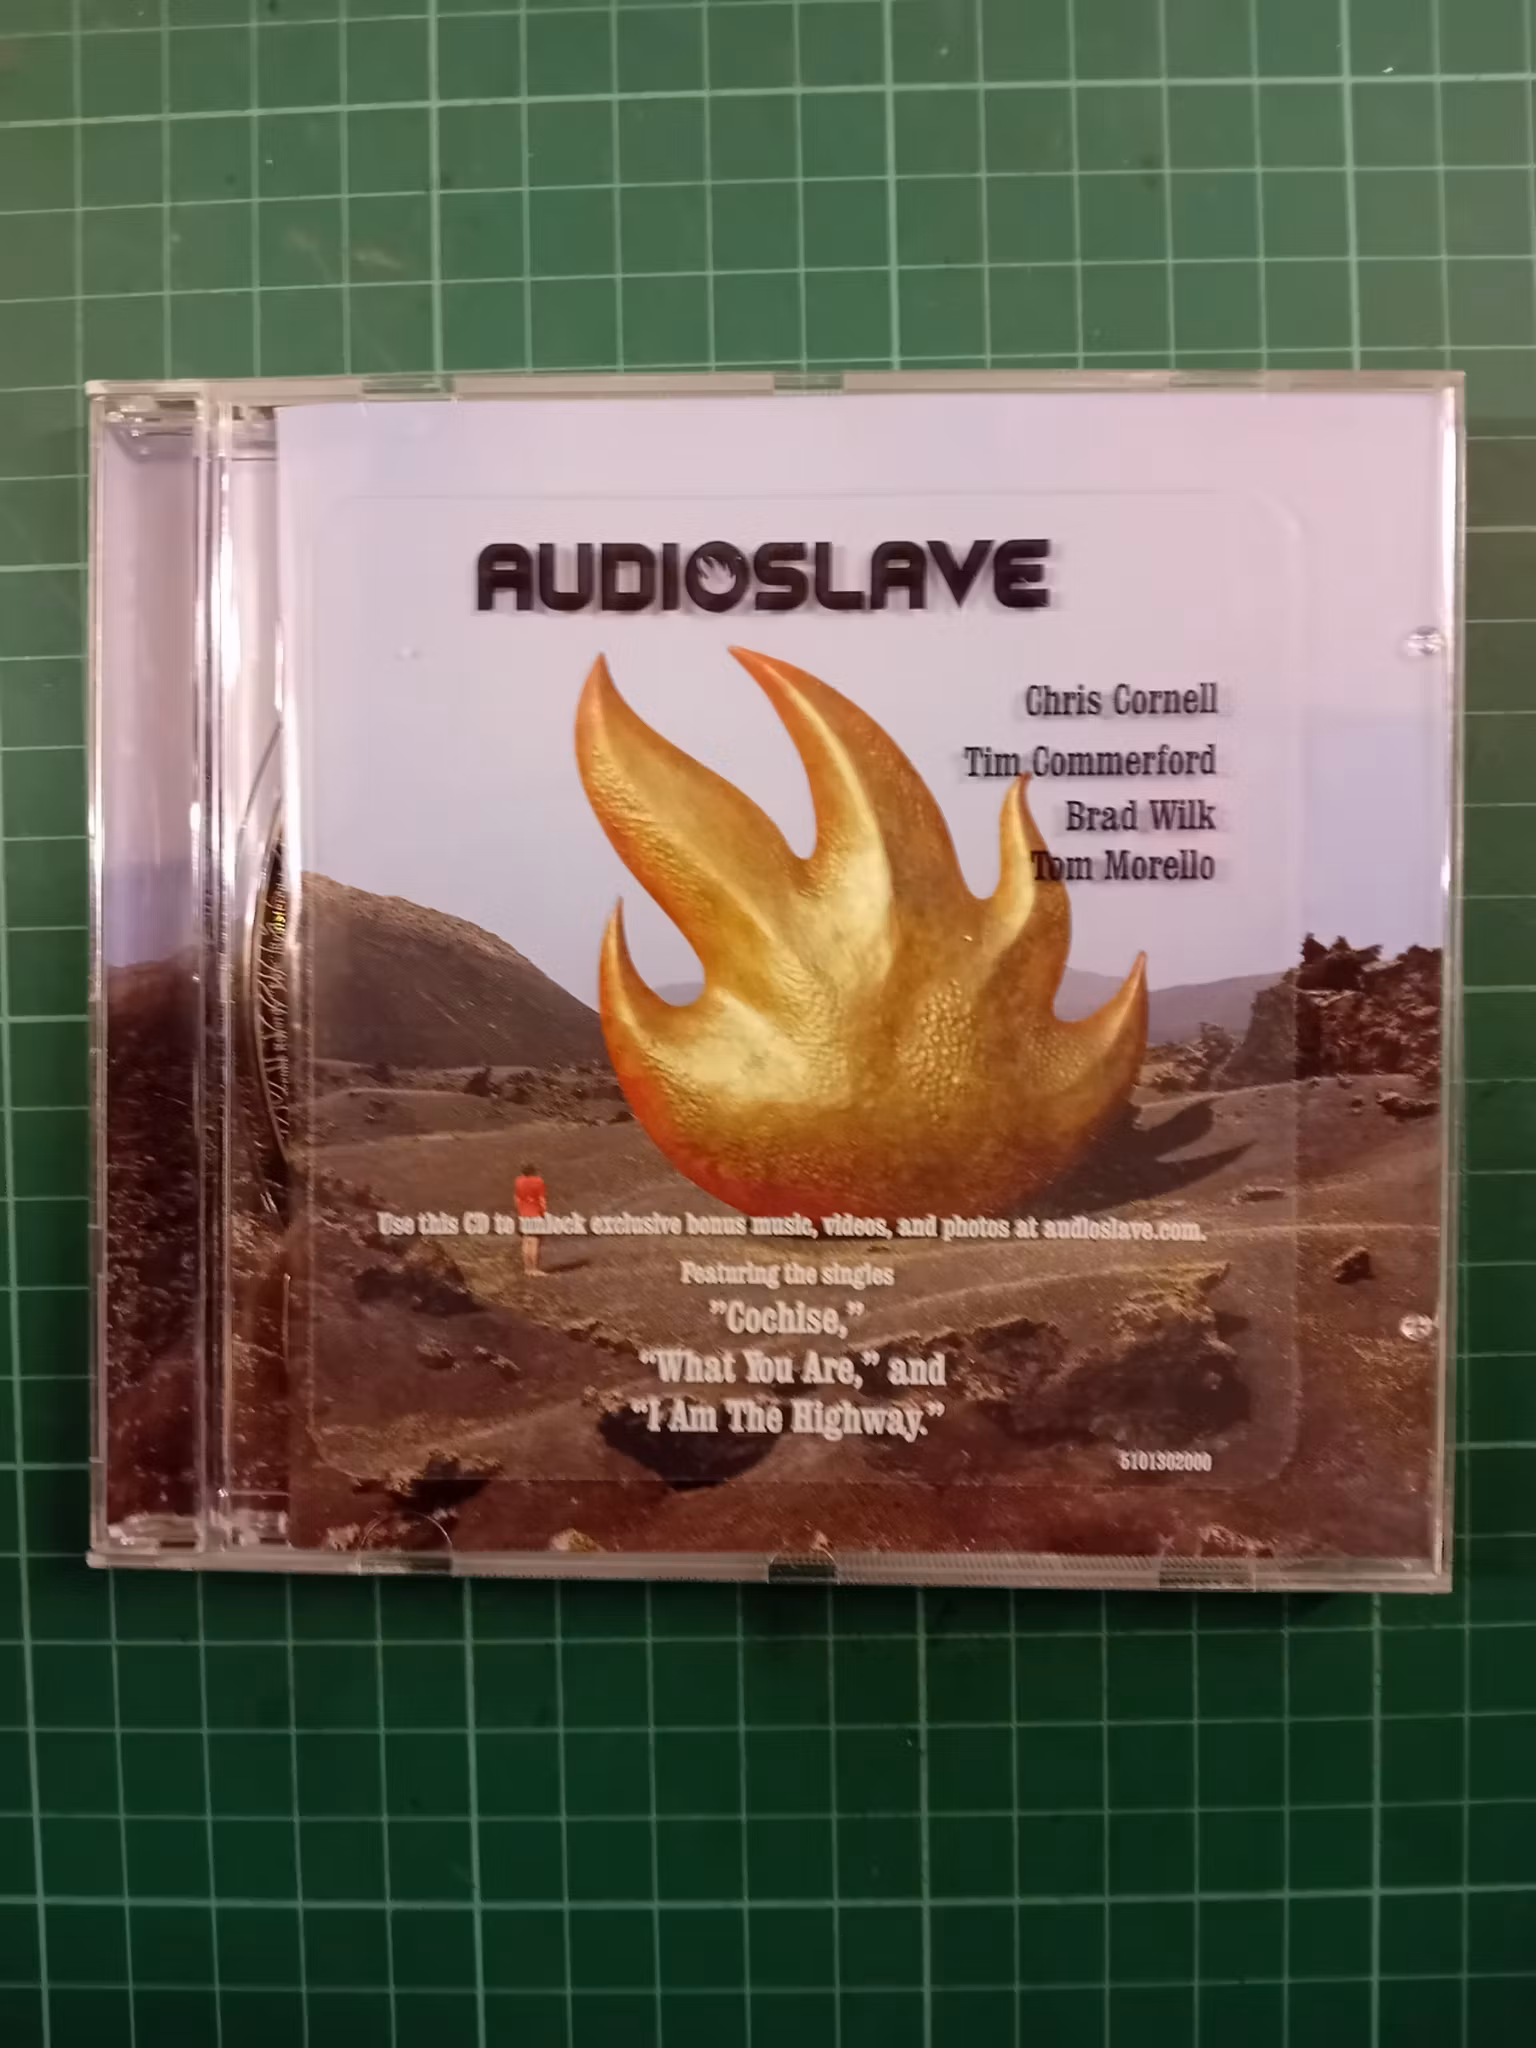 AUDIOSLAVE
Chris Cornell
Tim Commerford
Brad Wilk
Tom Morello
Use this CD to unlock exclusive bonus music, videos, and photos at audioslave.com.
Featuring the singles
”Cochise,”
“What You Are,” and
“I Am The Highway.”
5101302000